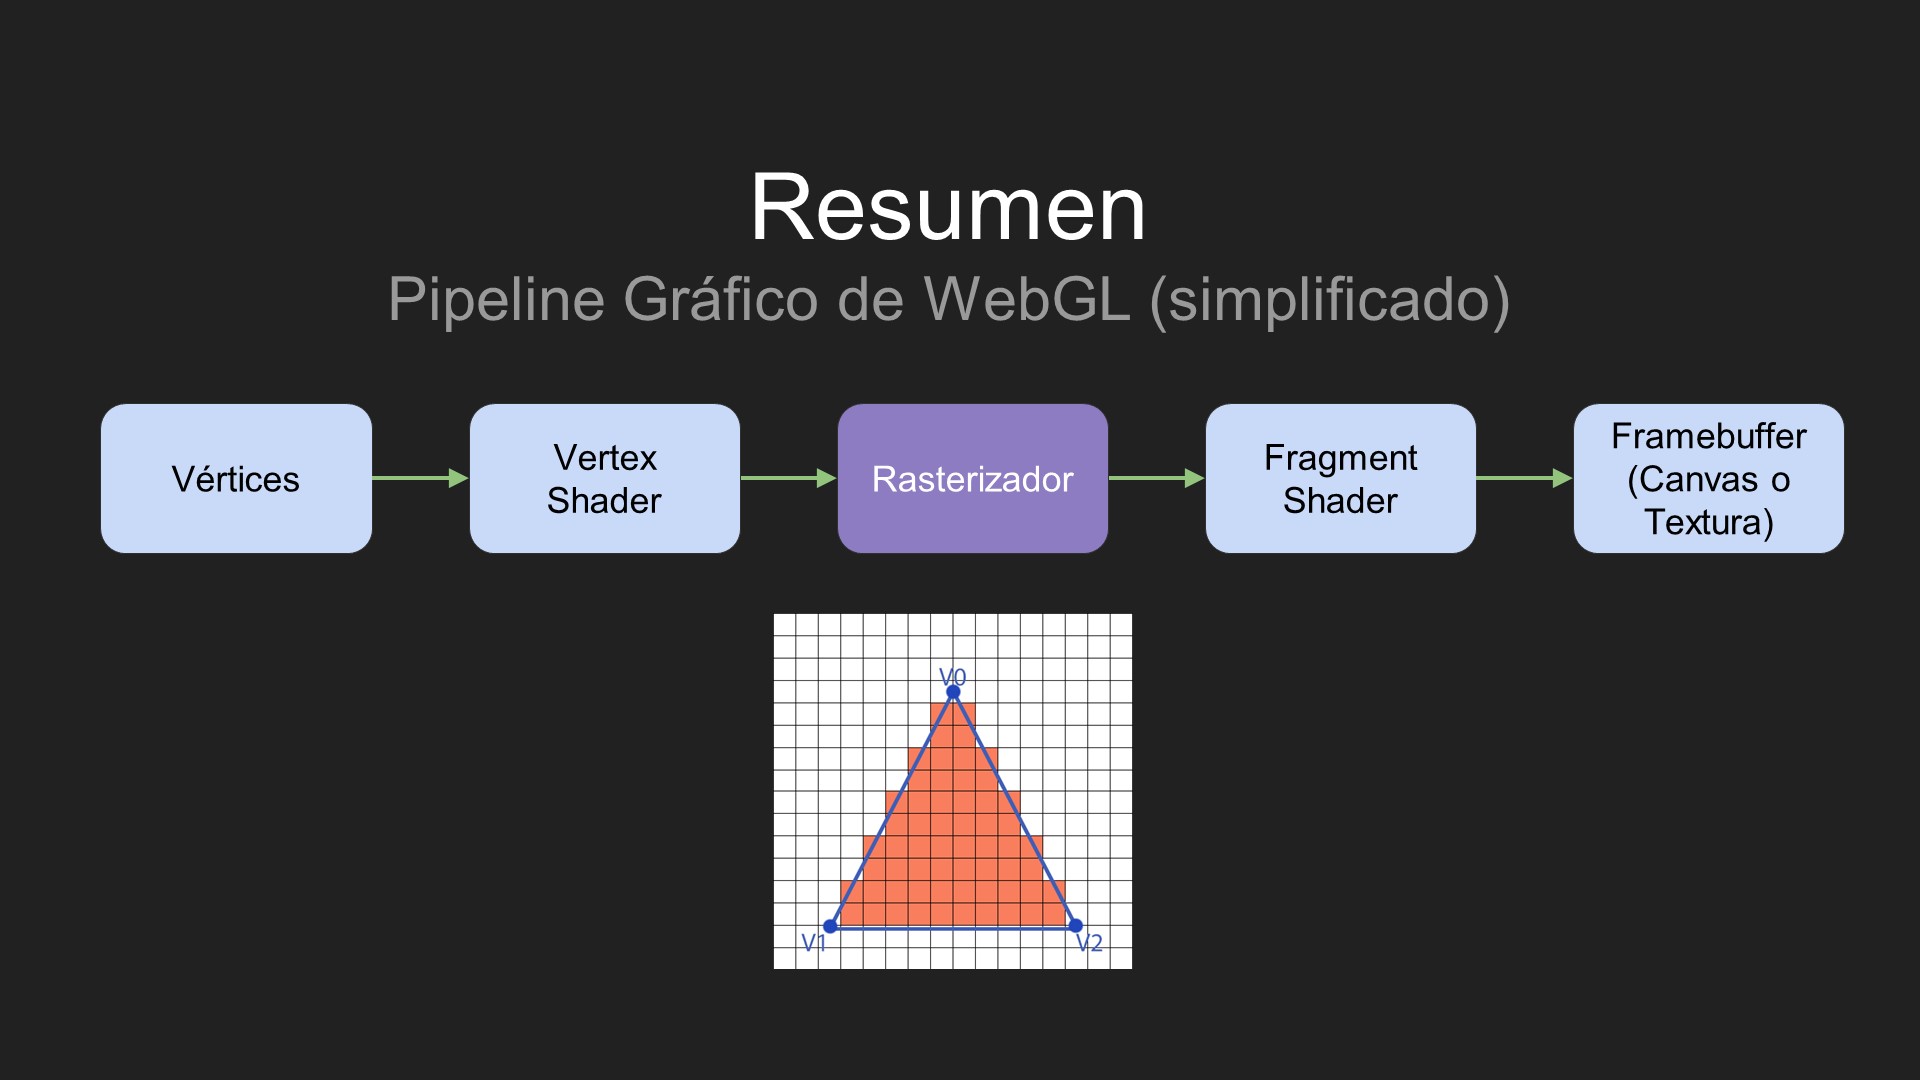 Resumen
Pipeline Gráfico de WebGL (simplificado)
Vértices
Vertex
Shader
Rasterizador
Fragment
Shader
Framebuffer
(Canvas o
Textura)
V0
V1
V2